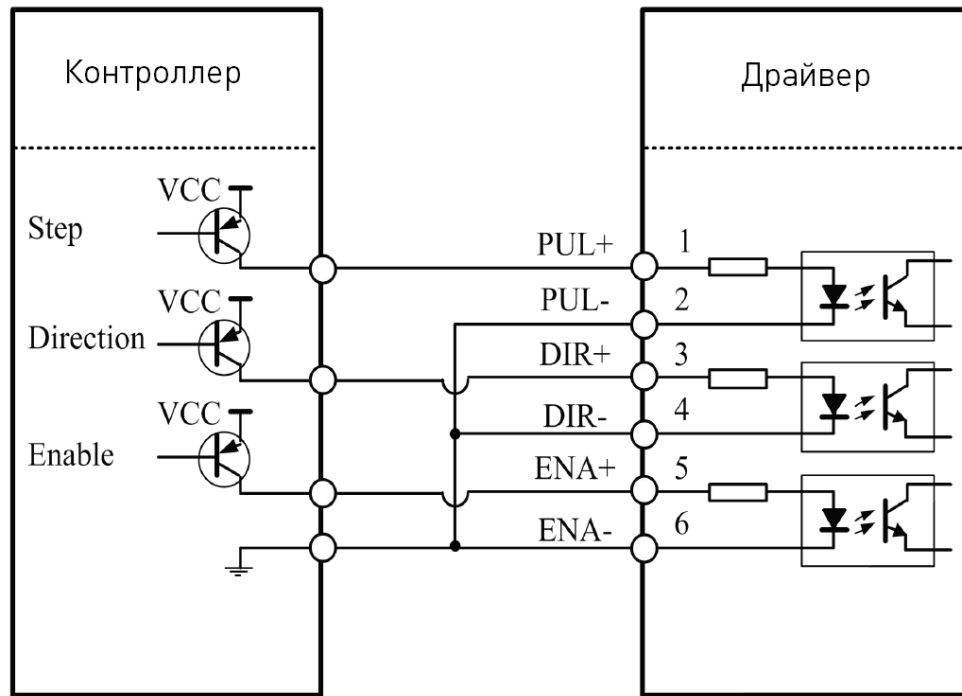 Контроллер
Драйвер
VCC
Step
PUL+
1
PUL-
2
VCC
Direction
DIR+
3
DIR-
4
VCC
Enable
ENA+
5
ENA-
6